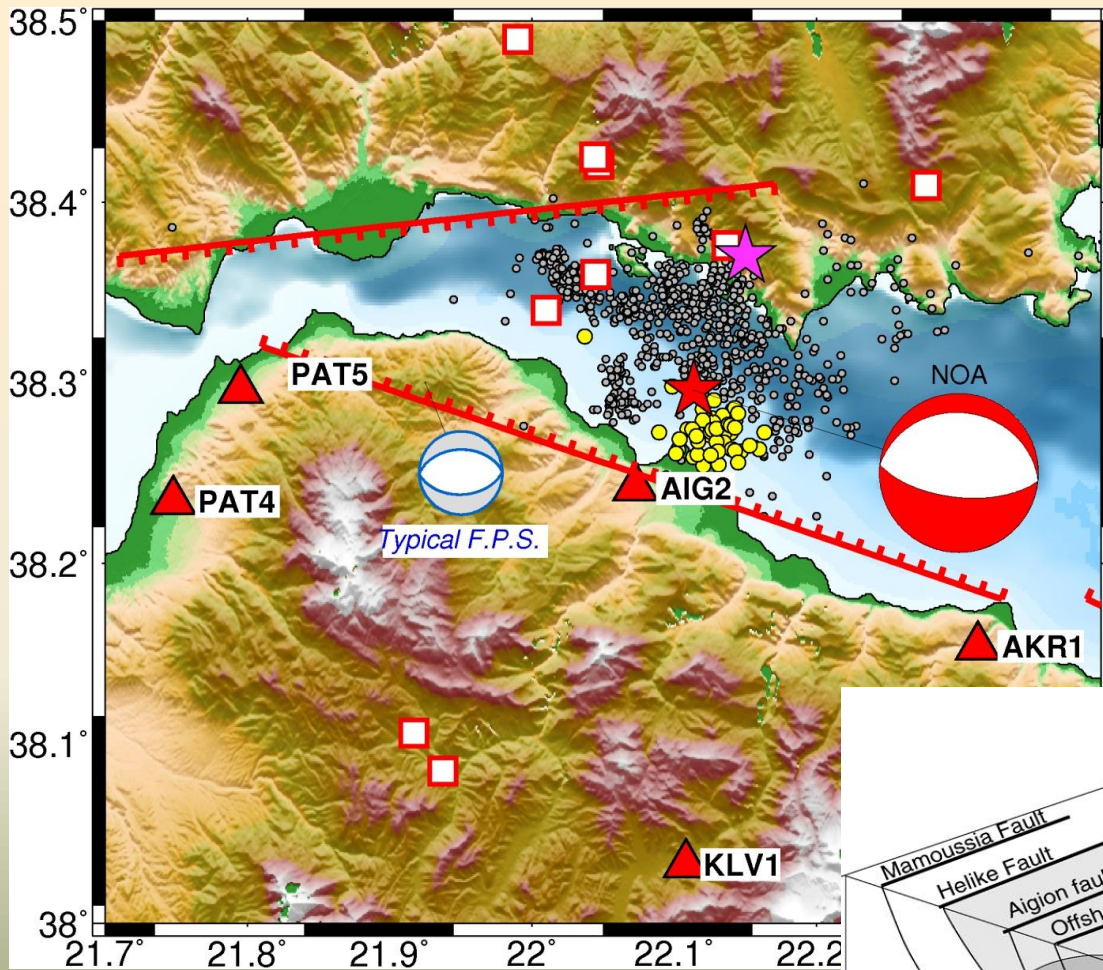 38.5°
38.4°
38.3°
38.2°
38.1°
38°
21.7°
21.8°
21.9°
22°
22.1°
22.2
PAT5
PAT4
Typical F.P.S.
AIG2
NOA
AKR1
KLV1
Mamoussia Fault
Helike Fault
Aigion